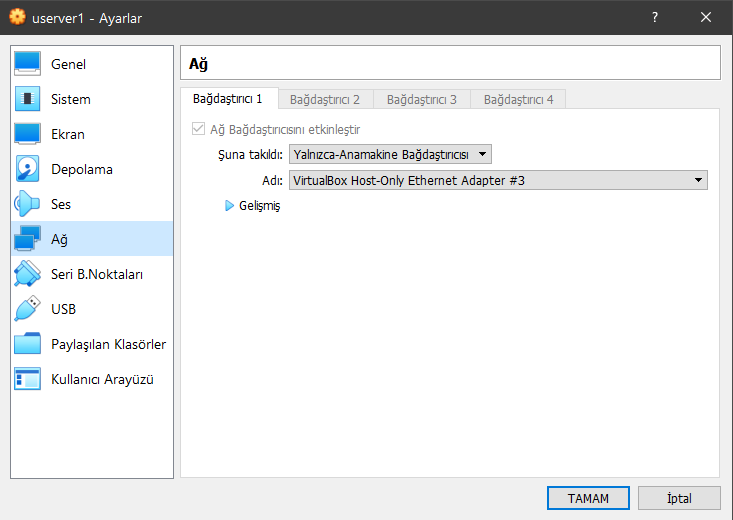 userver1 - Ayarlar
?
Genel
Sistem
Ekran
Depolama
Ses
Ağ
Seri B.Noktaları
USB
Paylaşılan Klasörler
Kullanıcı Arayüzü
Ağ
Bağdaştırıcı 1 Bağdaştırıcı 2 Bağdaştırıcı 3 Bağdaştırıcı 4
Ağ Bağdaştırıcısını etkinleştir
Şuna takıldı: Yalnızca-Anamakine Bağdaştırıcısı
Adı: VirtualBox Host-Only Ethernet Adapter #3
Gelişmiş
TAMAM İptal